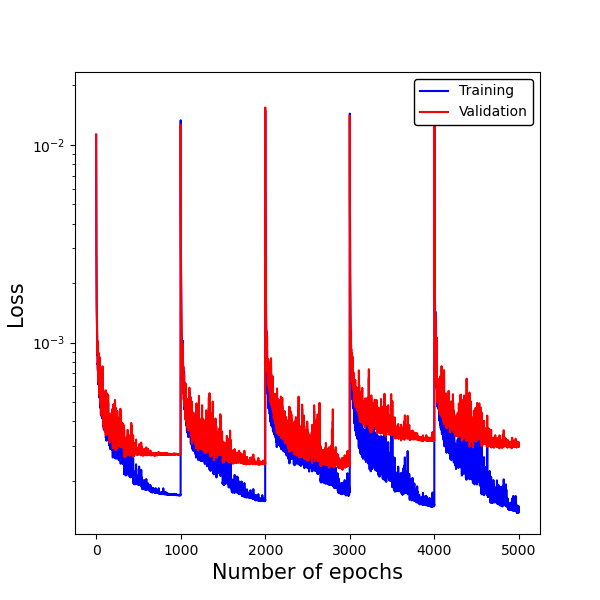 Training
Validation
10⁻²
10⁻³
Loss
0 1000 2000 3000 4000 5000
Number of epochs